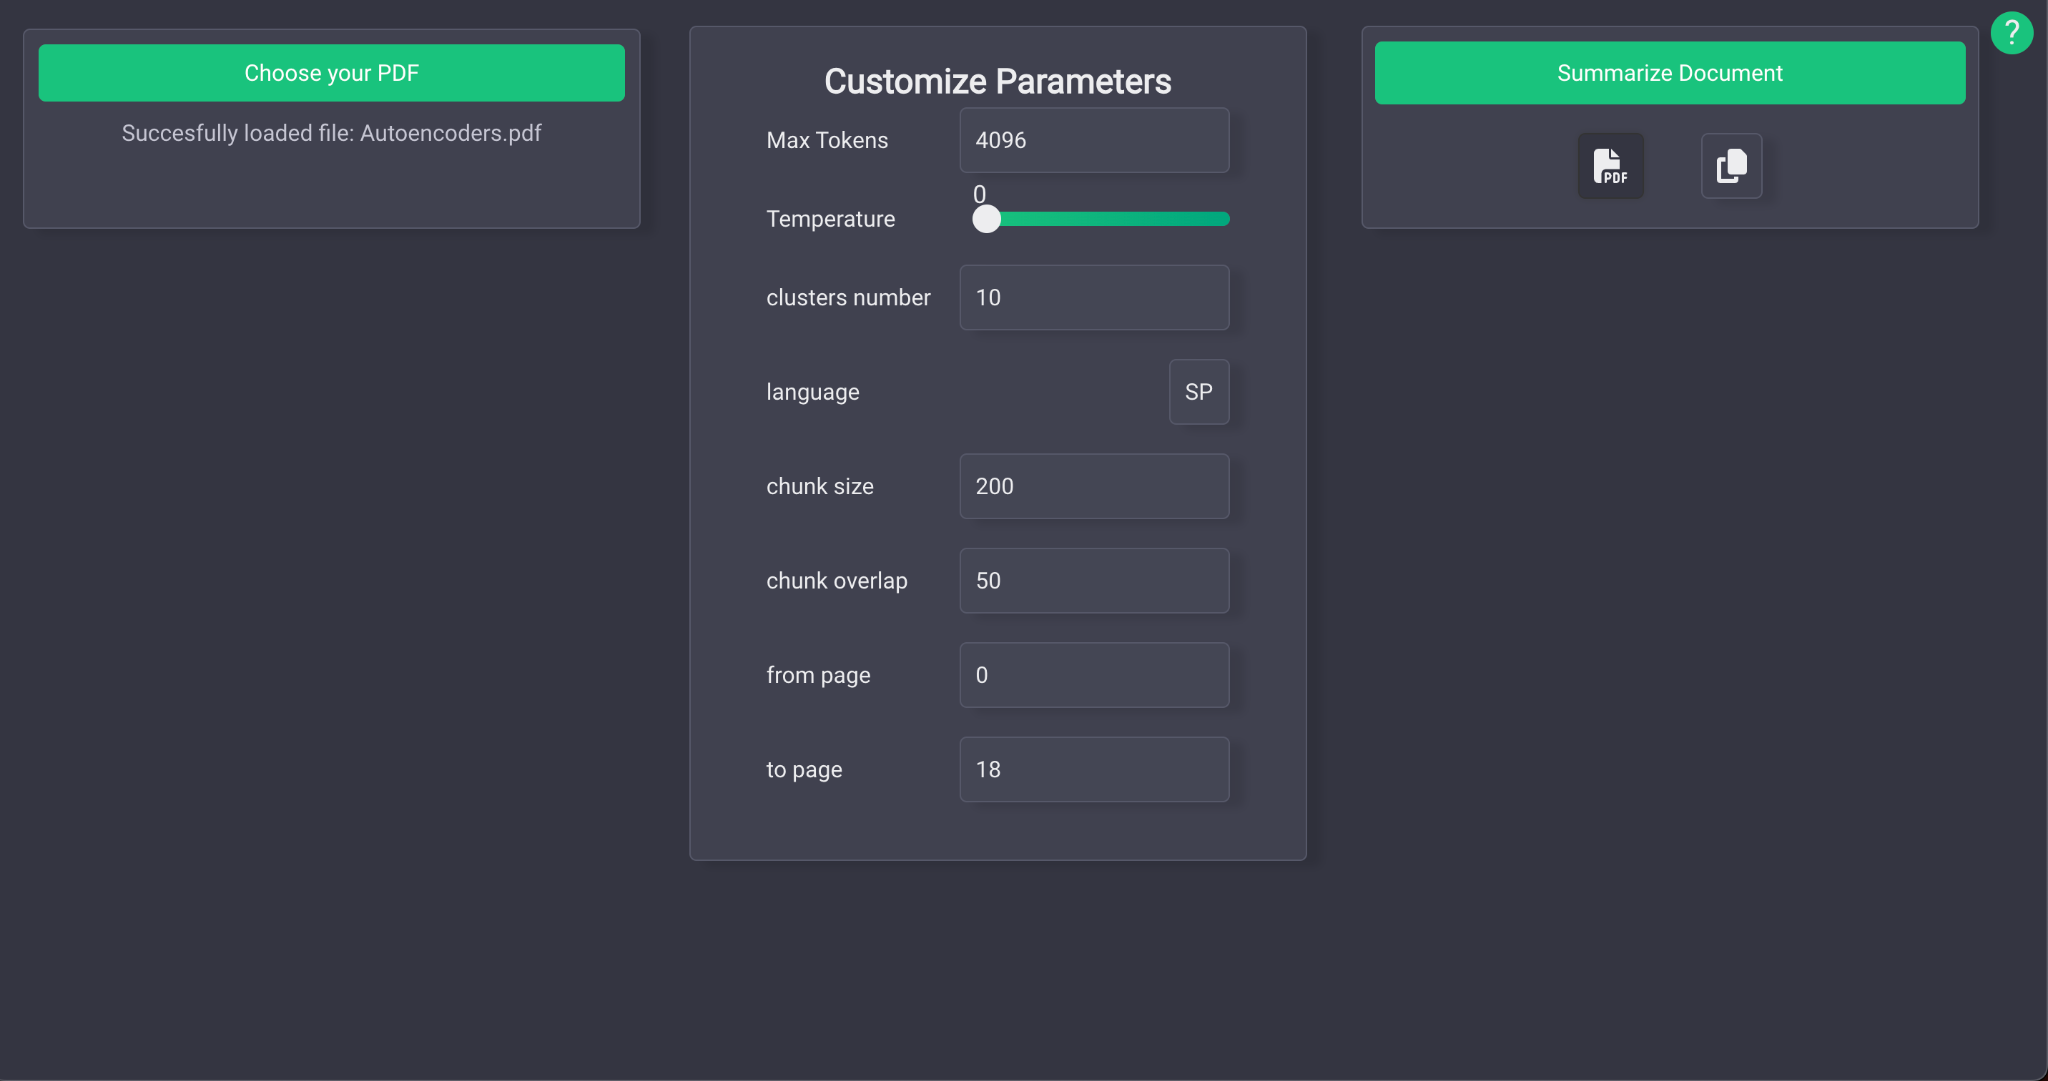 Choose your PDF
Succesfully loaded file: Autoencoders.pdf
Customize Parameters
Max Tokens 4096
0
Temperature
clusters number 10
language SP
chunk size 200
chunk overlap 50
from page 0
to page 18
Summarize Document
PDF
?